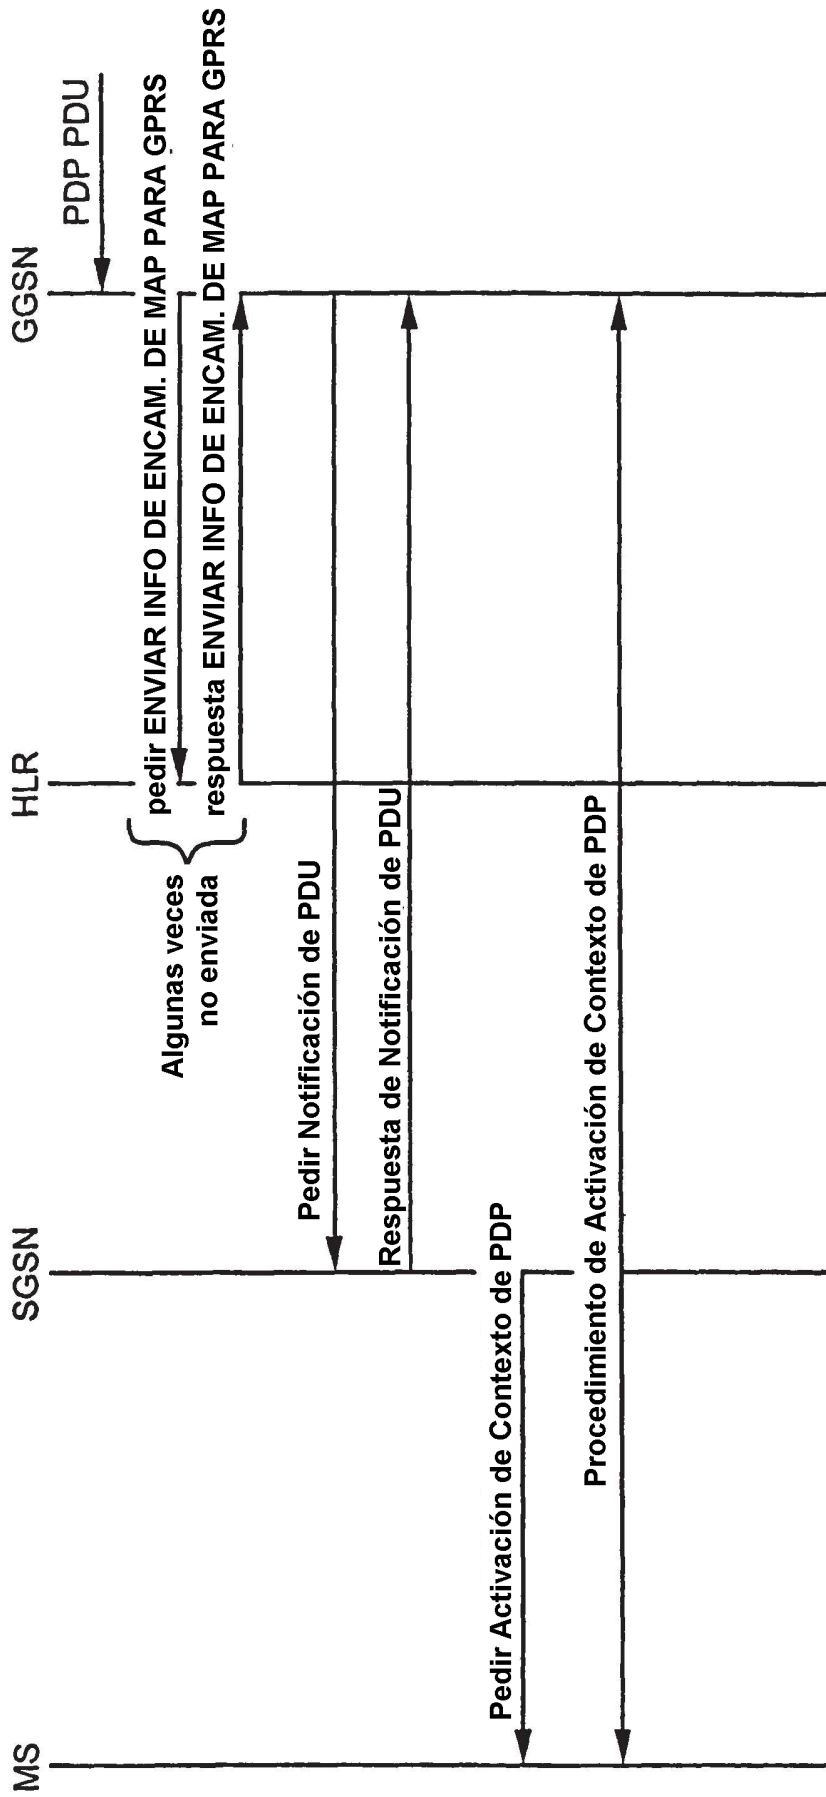 MS
SGSN
HLR
GGSN
PDP PDU
pedir ENVIAR INFO DE ENCAM. DE MAP PARA GPRS
respuesta ENVIAR INFO DE ENCAM. DE MAP PARA GPRS
Algunas veces
no enviada
Pedir Notificación de PDU
Respuesta de Notificación de PDU
Pedir Activación de Contexto de PDP
Procedimiento de Activación de Contexto de PDP